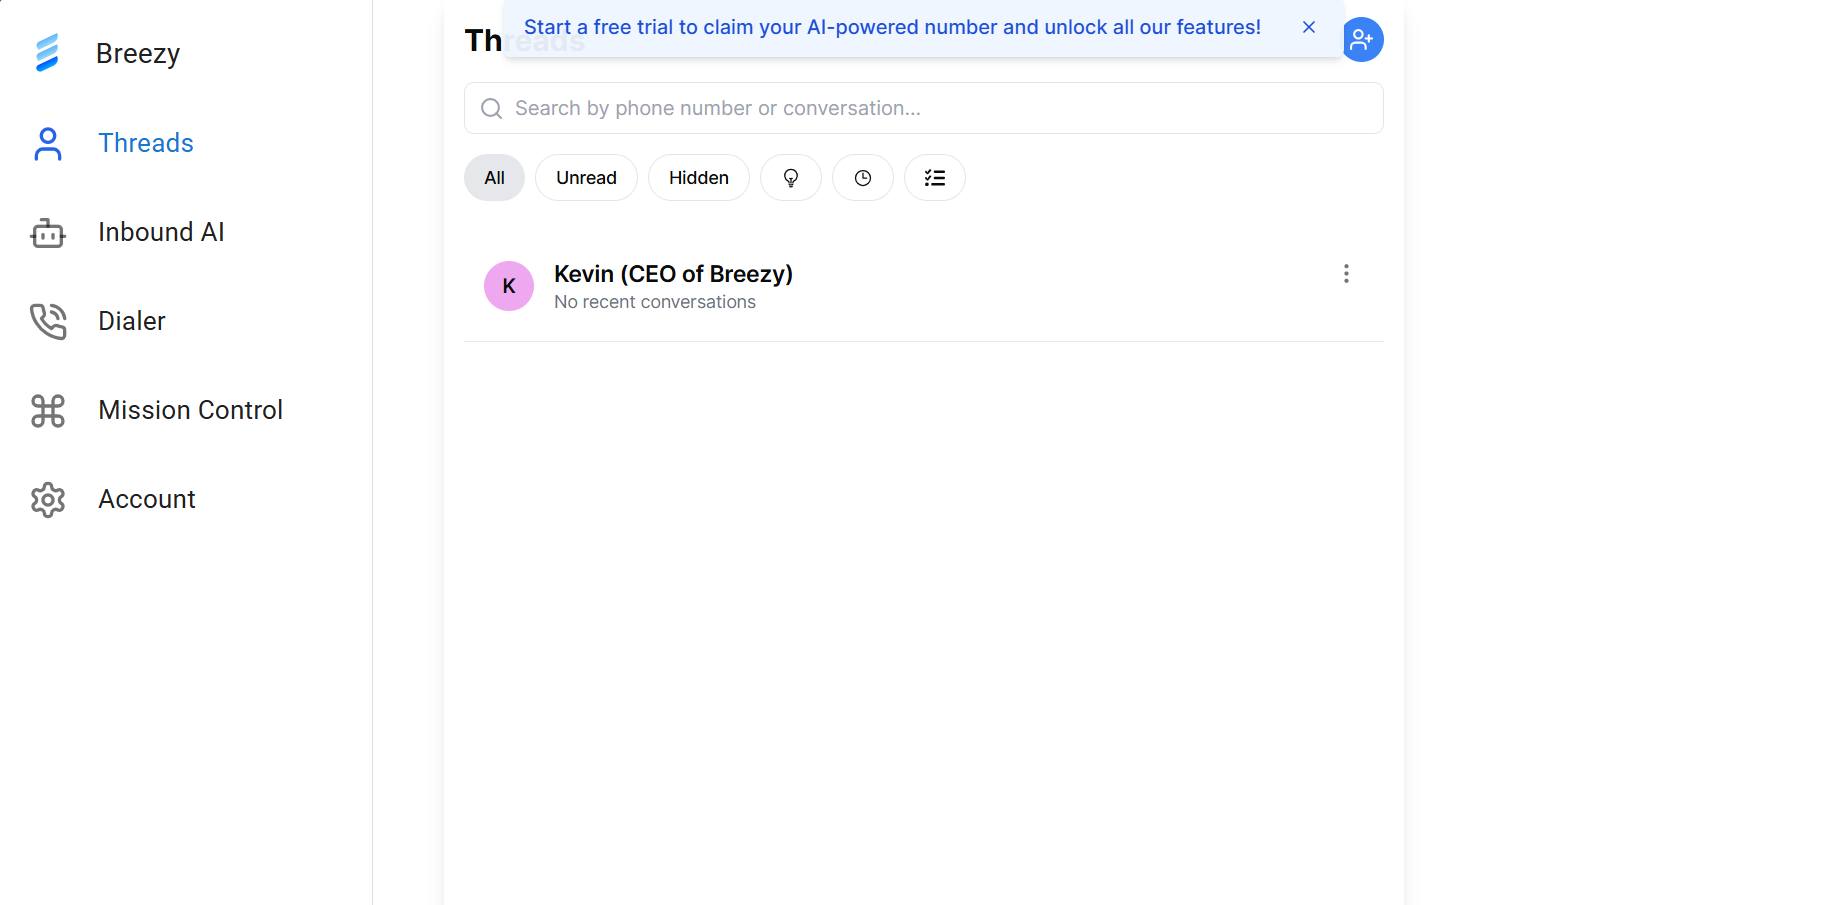 Breezy
Threads
Inbound AI
Dialer
Mission Control
Account
Threads
Start a free trial to claim your AI-powered number and unlock all our features!
Search by phone number or conversation...
All
Unread
Hidden
K
Kevin (CEO of Breezy)
No recent conversations